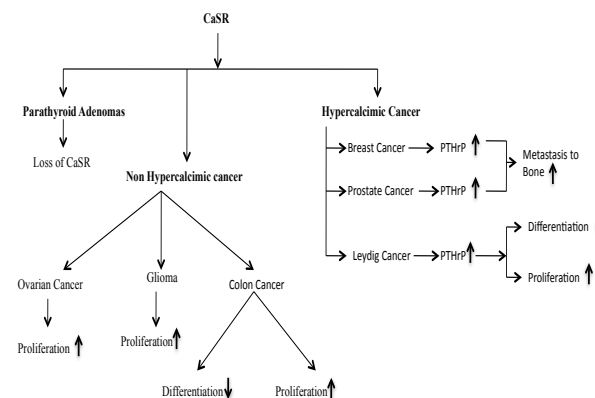 CaSR
Parathyroid Adenomas
Loss of CaSR
Non Hypercalcimic cancer
Ovarian Cancer
Proliferation
Glioma
Proliferation
Colon Cancer
Differentiation
Proliferation
Hypercalcimic Cancer
Breast Cancer
PTHrP
Prostate Cancer
PTHrP
Metastasis to
Bone
Leydig Cancer
PTHrP
Differentiation
Proliferation